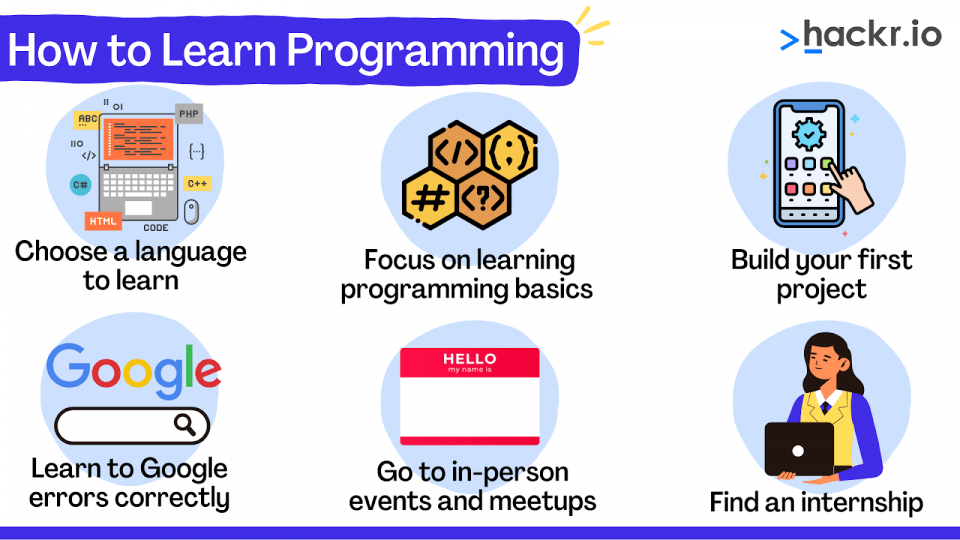 How to Learn Programming
>hackr.io
ABC
II
OI
PHP
IIO
</>
{...}
C#
C++
HTML
CODE
Choose a language
to learn
</>
(;)
#
<?>
Focus on learning
programming basics
Build your first
project
Google
Learn to Google
errors correctly
HELLO
my name is
Go to in-person
events and meetups
Find an internship